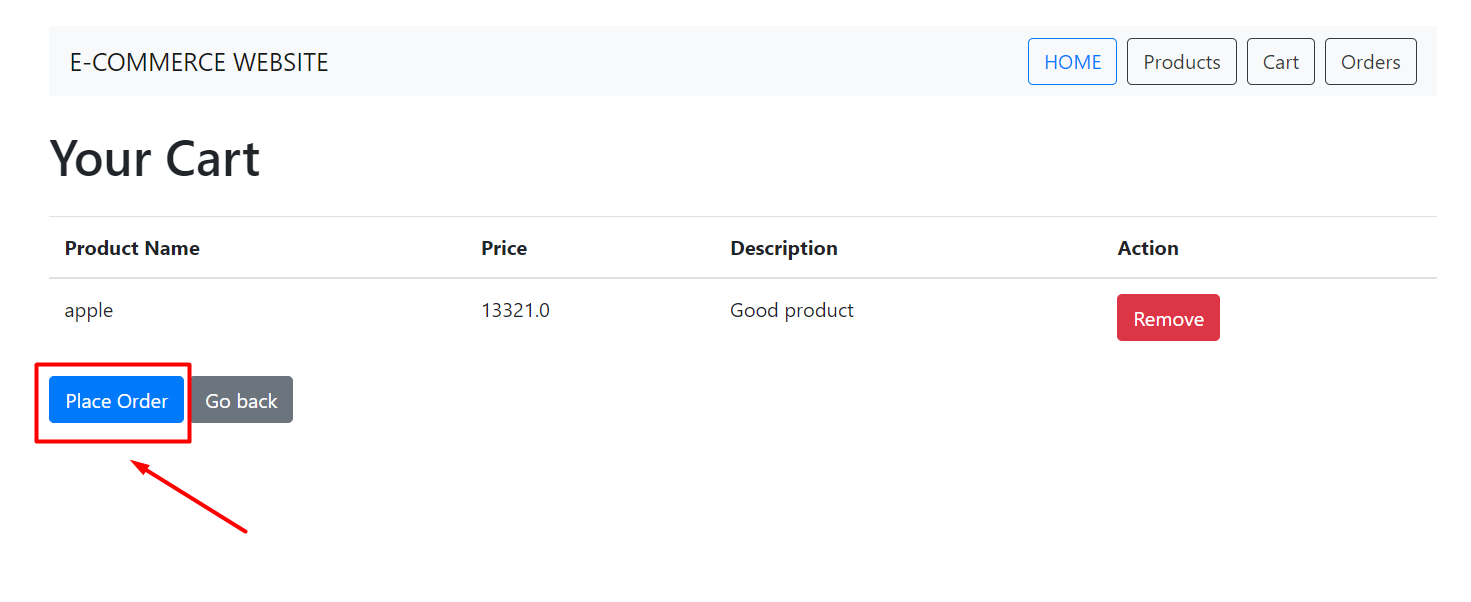 E-COMMERCE WEBSITE HOME Products Cart Orders
Your Cart
Product Name Price Description Action
apple 13321.0 Good product Remove
Place Order Go back